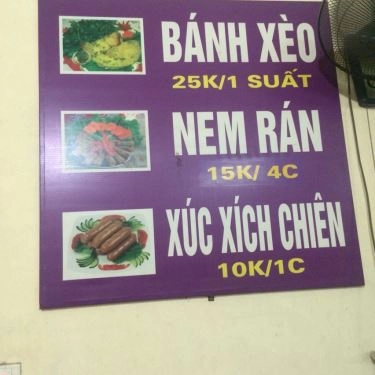 BÁNH XÈO
25K/1 SUẤT
NEM RÁN
15K/ 4C
XÚC XÍCH CHIÊN
10K/1C